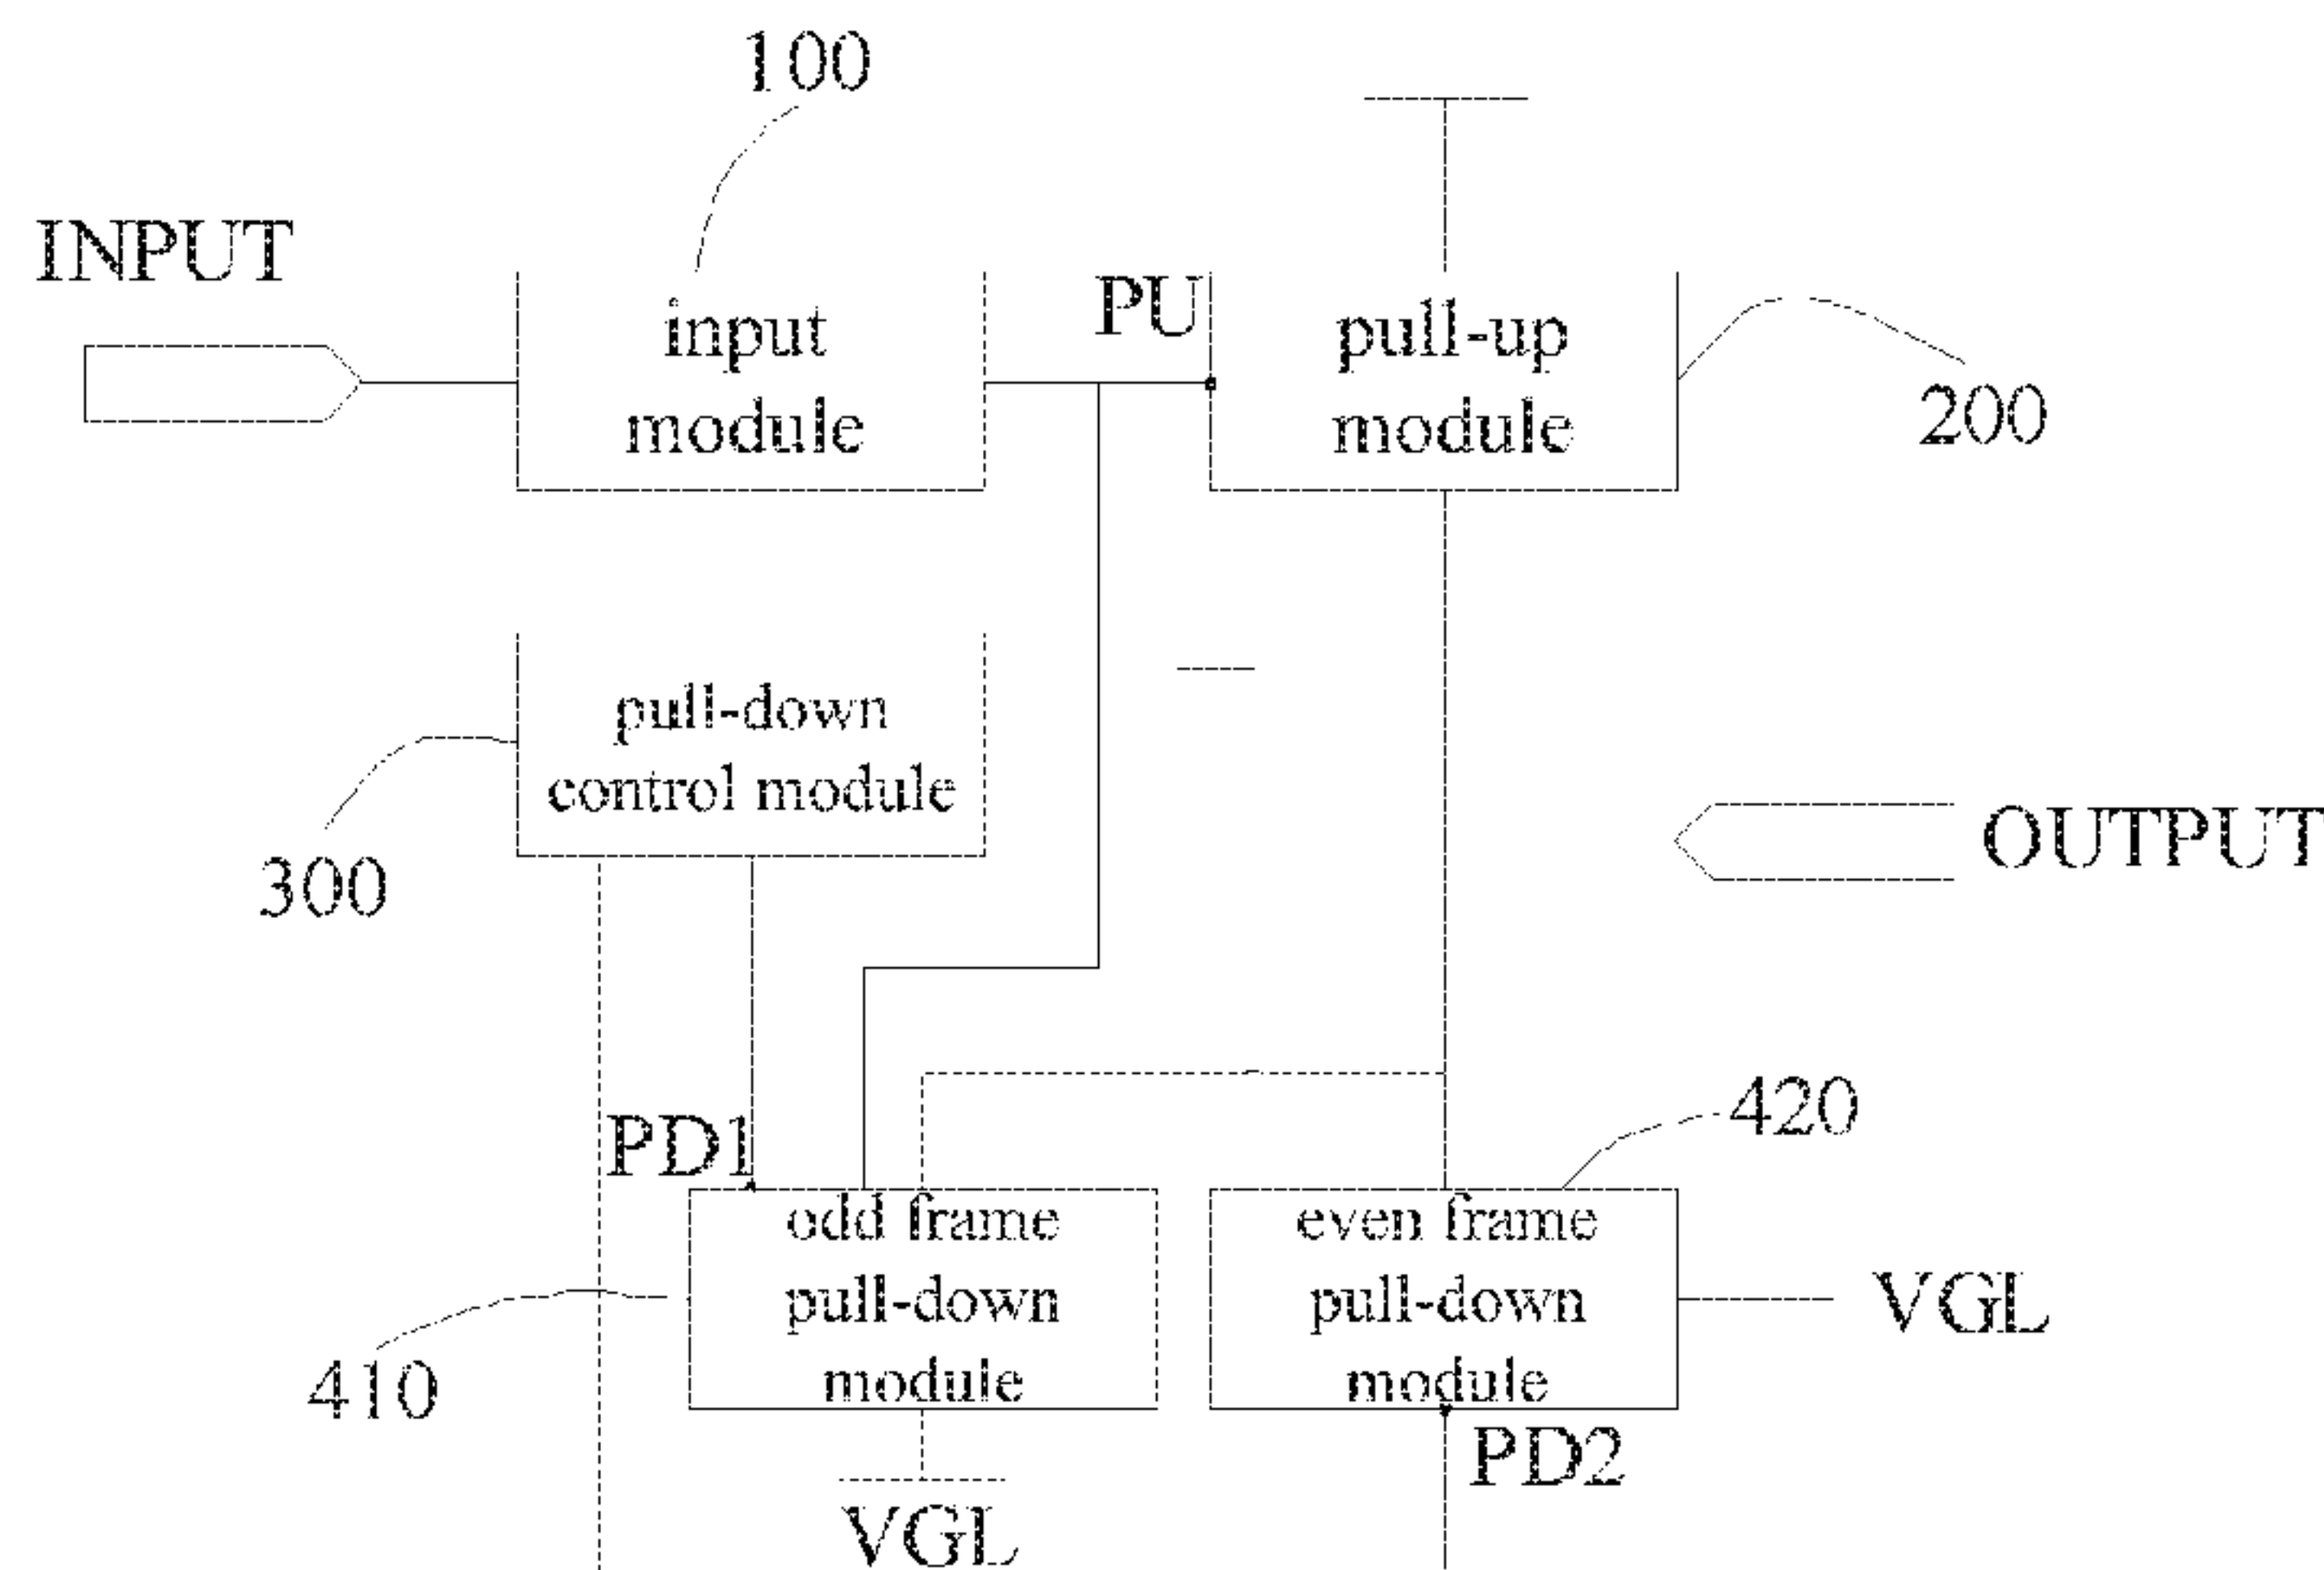 100
INPUT
input
module
PU
pull-up
module
200
pull-down
control module
300
OUTPUT
PD1
420
odd frame
pull-down
module
even frame
pull-down
module
VGL
410
PD2
VGL